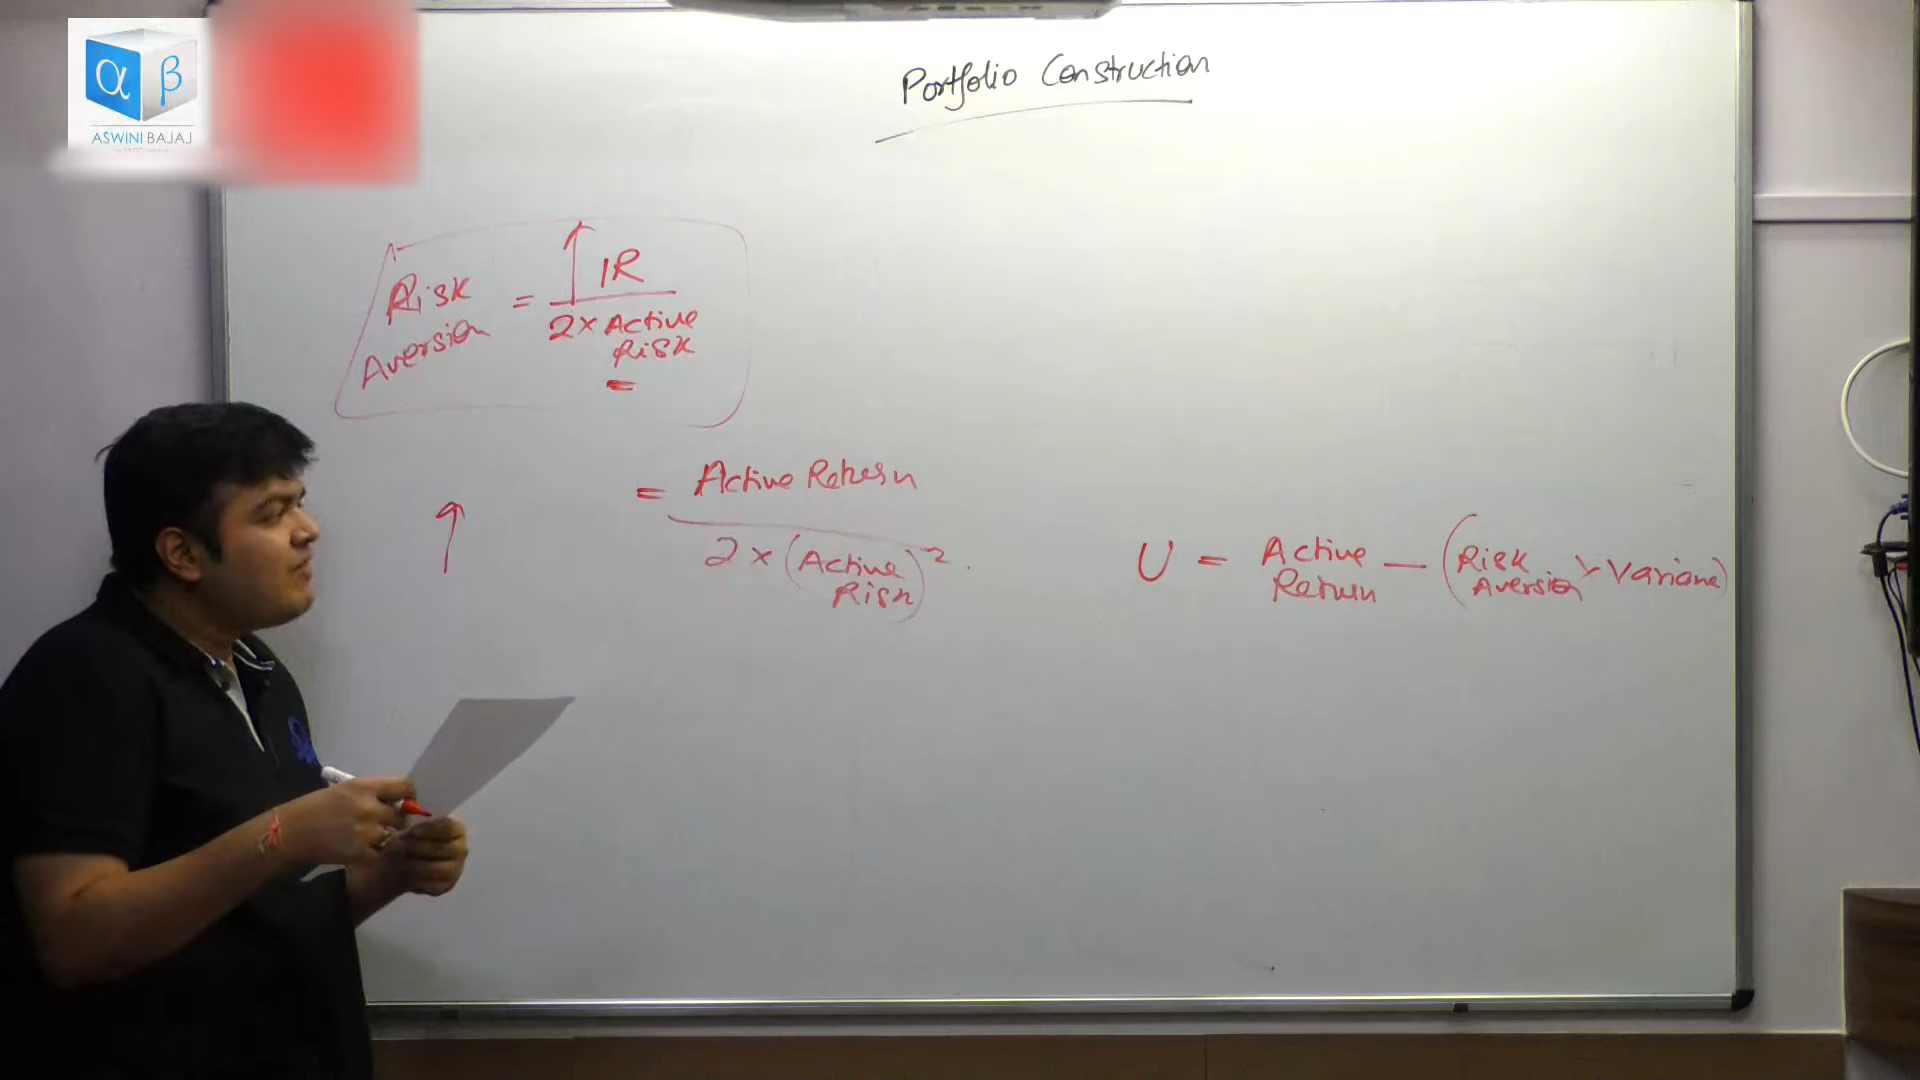 α β
ASWINI BAJAJ
Portfolio Construction
Risk Aversion = ↑ IR / 2 × Active Risk
= Active Return / 2 × (Active Risk)²
↑
U = Active Return — (Risk Aversion × Variance)